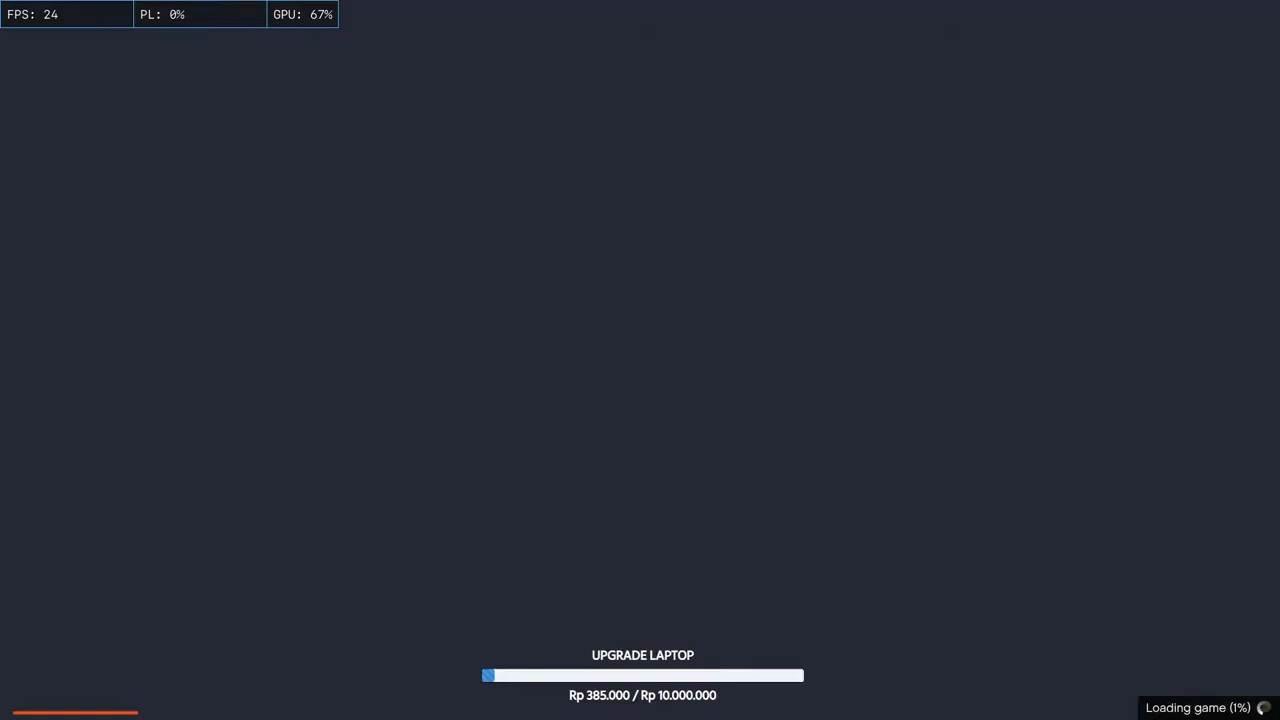 FPS: 24 PL: 0% GPU: 67%
UPGRADE LAPTOP
Rp 385.000 / Rp 10.000.000
Loading game (1%)